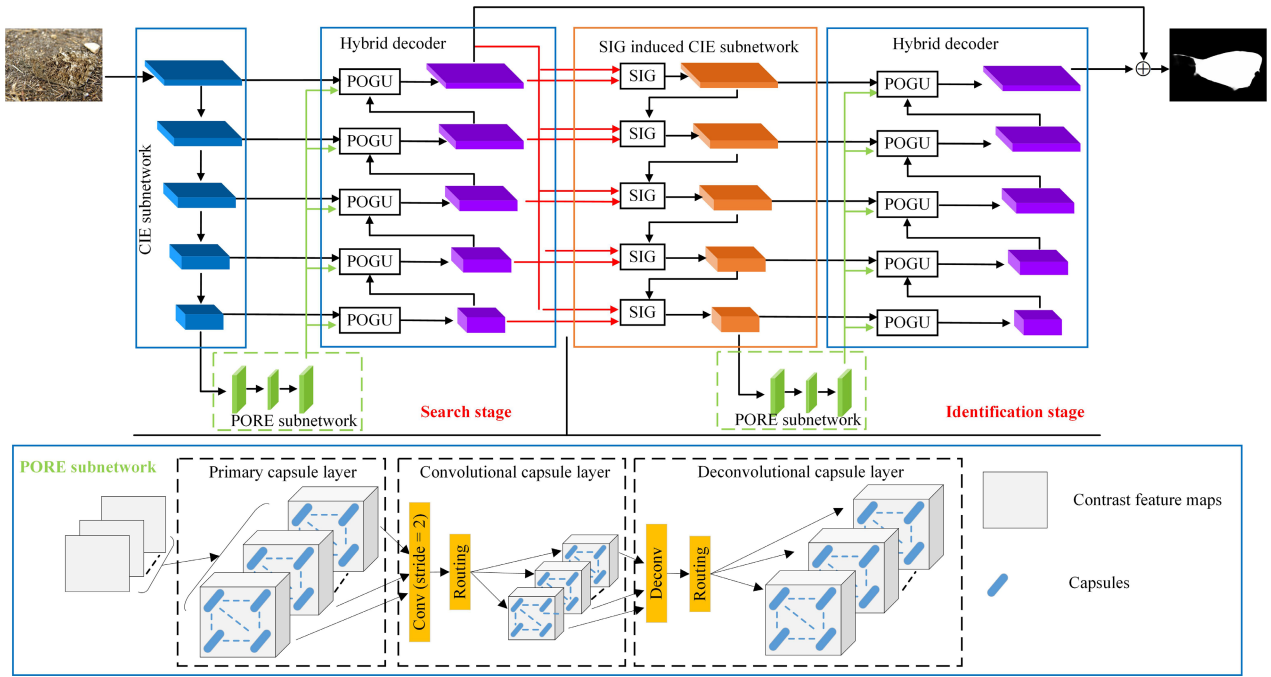 Hybrid decoder
SIG induced CIE subnetwork
Hybrid decoder
CIE subnetwork
POGU
SIG
POGU
POGU
SIG
POGU
POGU
SIG
POGU
POGU
SIG
POGU
POGU
SIG
POGU
PORE subnetwork
Search stage
PORE subnetwork
Identification stage
PORE subnetwork
Primary capsule layer
Convolutional capsule layer
Deconvolutional capsule layer
Conv (stride = 2)
Routing
Deconv
Routing
Contrast feature maps
Capsules